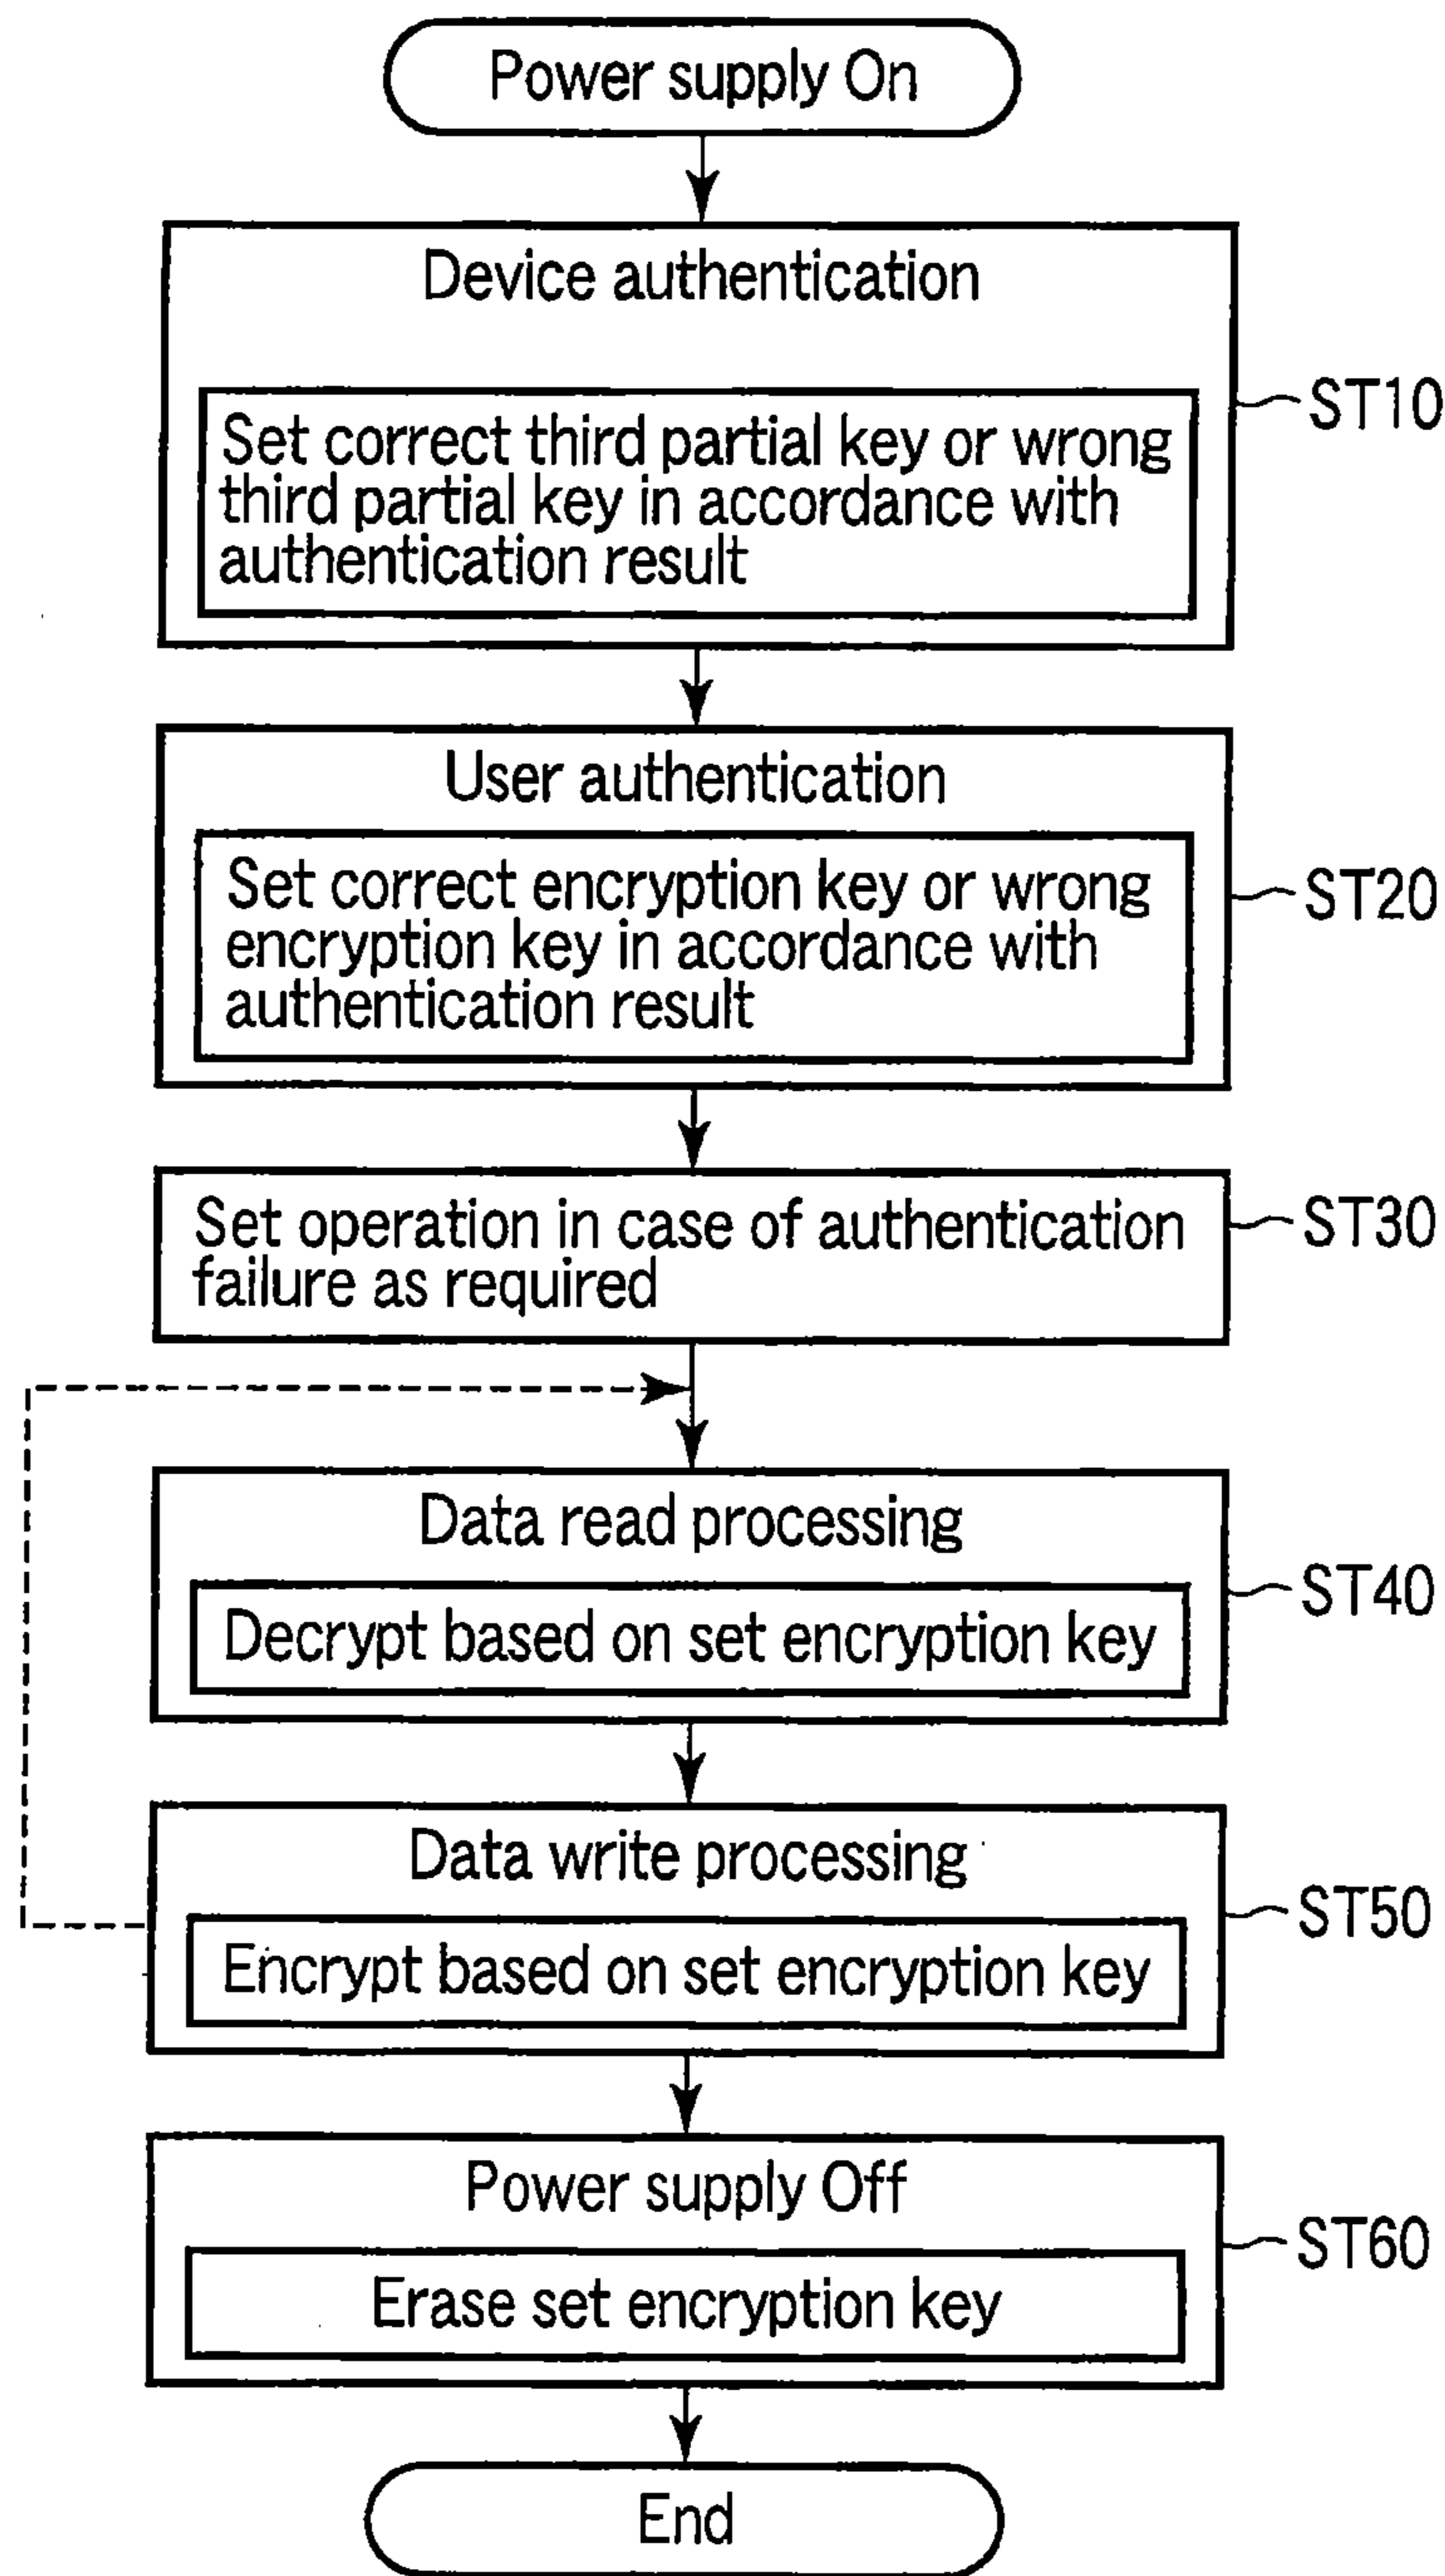 Power supply On
Device authentication
Set correct third partial key or wrong
third partial key in accordance with
authentication result
ST10
User authentication
Set correct encryption key or wrong
encryption key in accordance with
authentication result
ST20
Set operation in case of authentication
failure as required
ST30
Data read processing
Decrypt based on set encryption key
ST40
Data write processing
Encrypt based on set encryption key
ST50
Power supply Off
Erase set encryption key
ST60
End